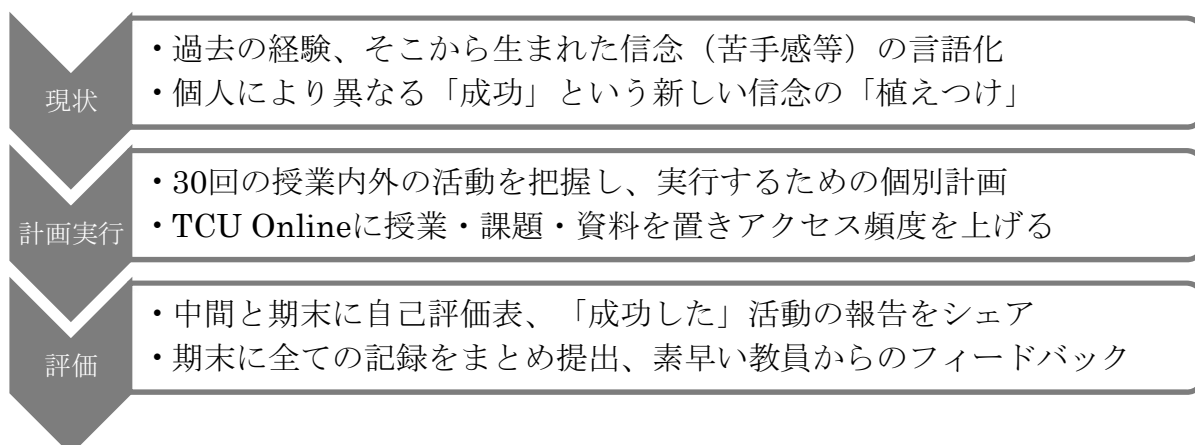 現状
・過去の経験、そこから生まれた信念（苦手感等）の言語化
・個人により異なる「成功」という新しい信念の「植えつけ」
計画実行
・30回の授業内外の活動を把握し、実行するための個別計画
・TCU Onlineに授業・課題・資料を置きアクセス頻度を上げる
評価
・中間と期末に自己評価表、「成功した」活動の報告をシェア
・期末に全ての記録をまとめ提出、素早い教員からのフィードバック